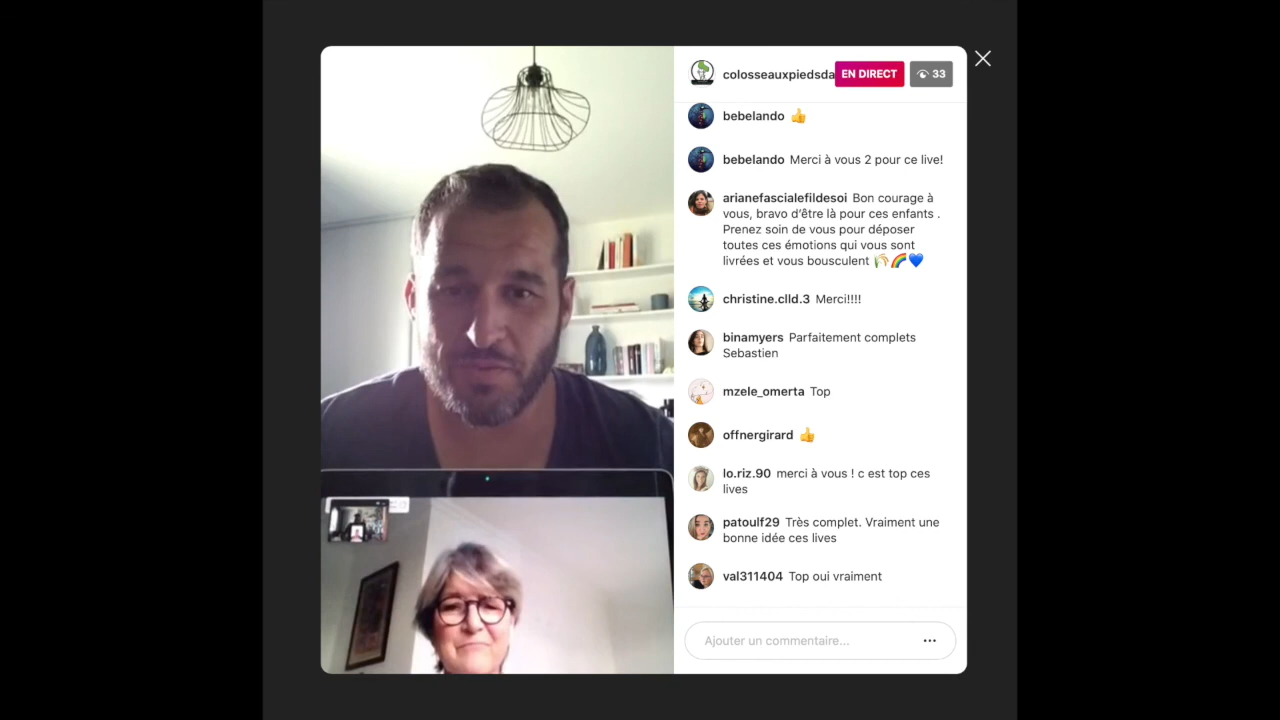 colosseauxpiedsda
EN DIRECT
33
bebelando 👍
bebelando Merci à vous 2 pour ce live!
arianefascialefildesoi Bon courage à
vous, bravo d'être là pour ces enfants .
Prenez soin de vous pour déposer
toutes ces émotions qui vous sont
livrées et vous bousculent 🌾🌈💙
christine.clld.3 Merci!!!!
binamyers Parfaitement complets
Sebastien
mzele_omerta Top
offnergirard 👍
lo.riz.90 merci à vous ! c est top ces
lives
patoulf29 Très complet. Vraiment une
bonne idée ces lives
val311404 Top oui vraiment
Ajouter un commentaire...